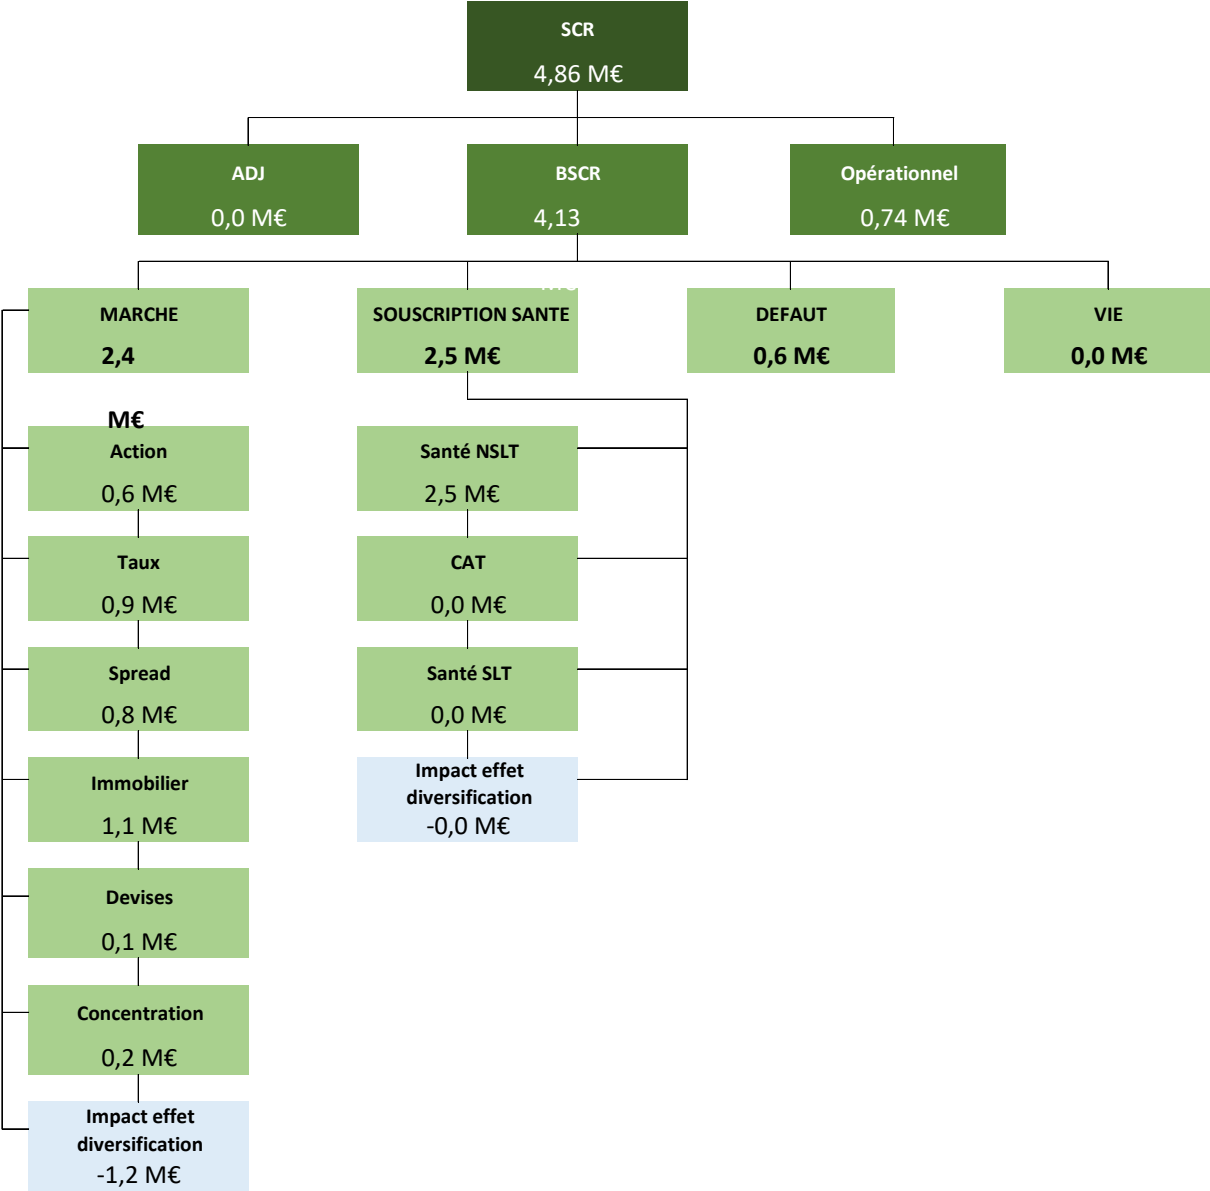 SCR
4,86 M€
ADJ
0,0 M€
BSCR
4,13
M€
Opérationnel
0,74 M€
MARCHE
2,4
M€
SOUSCRIPTION SANTE
2,5 M€
DEFAUT
0,6 M€
VIE
0,0 M€
Action
0,6 M€
Taux
0,9 M€
Spread
0,8 M€
Immobilier
1,1 M€
Devises
0,1 M€
Concentration
0,2 M€
Impact effet
diversification
-1,2 M€
Santé NSLT
2,5 M€
CAT
0,0 M€
Santé SLT
0,0 M€
Impact effet
diversification
-0,0 M€